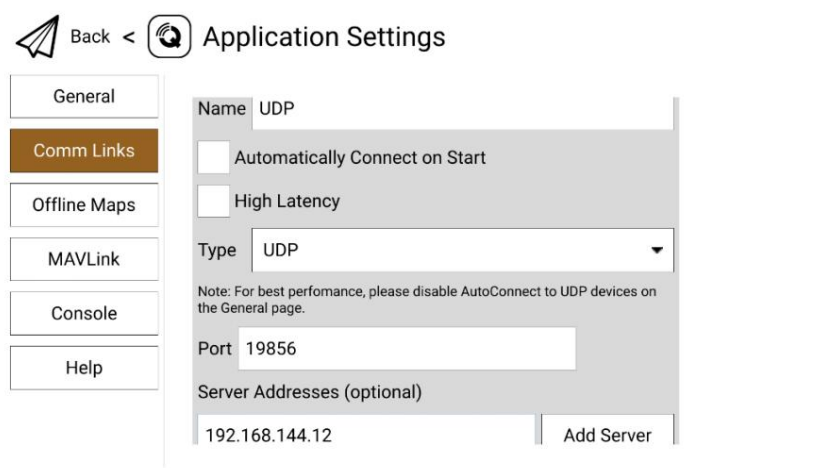 Back < Application Settings
General
Comm Links
Offline Maps
MAVLink
Console
Help
Name UDP
Automatically Connect on Start
High Latency
Type UDP
Note: For best perfomance, please disable AutoConnect to UDP devices on
the General page.
Port 19856
Server Addresses (optional)
192.168.144.12 Add Server